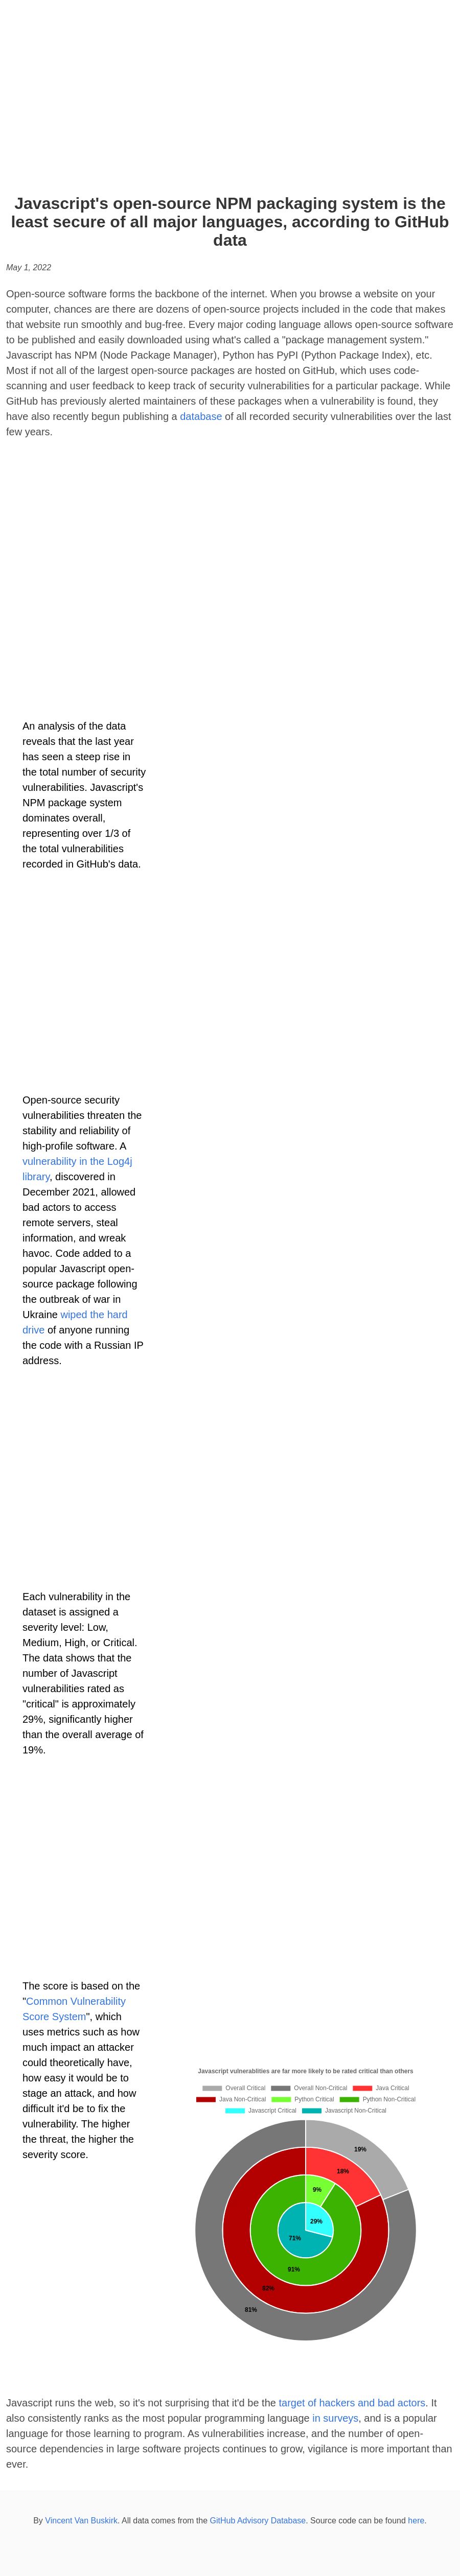 Javascript's open-source NPM packaging system is the
least secure of all major languages, according to GitHub
data
May 1, 2022
Open-source software forms the backbone of the internet. When you browse a website on your
computer, chances are there are dozens of open-source projects included in the code that makes
that website run smoothly and bug-free. Every major coding language allows open-source software
to be published and easily downloaded using what's called a "package management system."
Javascript has NPM (Node Package Manager), Python has PyPI (Python Package Index), etc.
Most if not all of the largest open-source packages are hosted on GitHub, which uses code-
scanning and user feedback to keep track of security vulnerabilities for a particular package. While
GitHub has previously alerted maintainers of these packages when a vulnerability is found, they
have also recently begun publishing a database of all recorded security vulnerabilities over the last
few years.
An analysis of the data
reveals that the last year
has seen a steep rise in
the total number of security
vulnerabilities. Javascript's
NPM package system
dominates overall,
representing over 1/3 of
the total vulnerabilities
recorded in GitHub's data.
Open-source security
vulnerabilities threaten the
stability and reliability of
high-profile software. A
vulnerability in the Log4j
library, discovered in
December 2021, allowed
bad actors to access
remote servers, steal
information, and wreak
havoc. Code added to a
popular Javascript open-
source package following
the outbreak of war in
Ukraine wiped the hard
drive of anyone running
the code with a Russian IP
address.
Each vulnerability in the
dataset is assigned a
severity level: Low,
Medium, High, or Critical.
The data shows that the
number of Javascript
vulnerabilities rated as
"critical" is approximately
29%, significantly higher
than the overall average of
19%.
The score is based on the
"Common Vulnerability
Score System", which
uses metrics such as how
much impact an attacker
could theoretically have,
how easy it would be to
stage an attack, and how
difficult it'd be to fix the
vulnerability. The higher
the threat, the higher the
severity score.
Javascript vulnerablities are far more likely to be rated critical than others
Overall Critical Overall Non-Critical Java Critical
Java Non-Critical Python Critical Python Non-Critical
Javascript Critical Javascript Non-Critical
19%
18%
9%
29%
71%
91%
82%
81%
Javascript runs the web, so it's not surprising that it'd be the target of hackers and bad actors. It
also consistently ranks as the most popular programming language in surveys, and is a popular
language for those learning to program. As vulnerabilities increase, and the number of open-
source dependencies in large software projects continues to grow, vigilance is more important than
ever.
By Vincent Van Buskirk. All data comes from the GitHub Advisory Database. Source code can be found here.